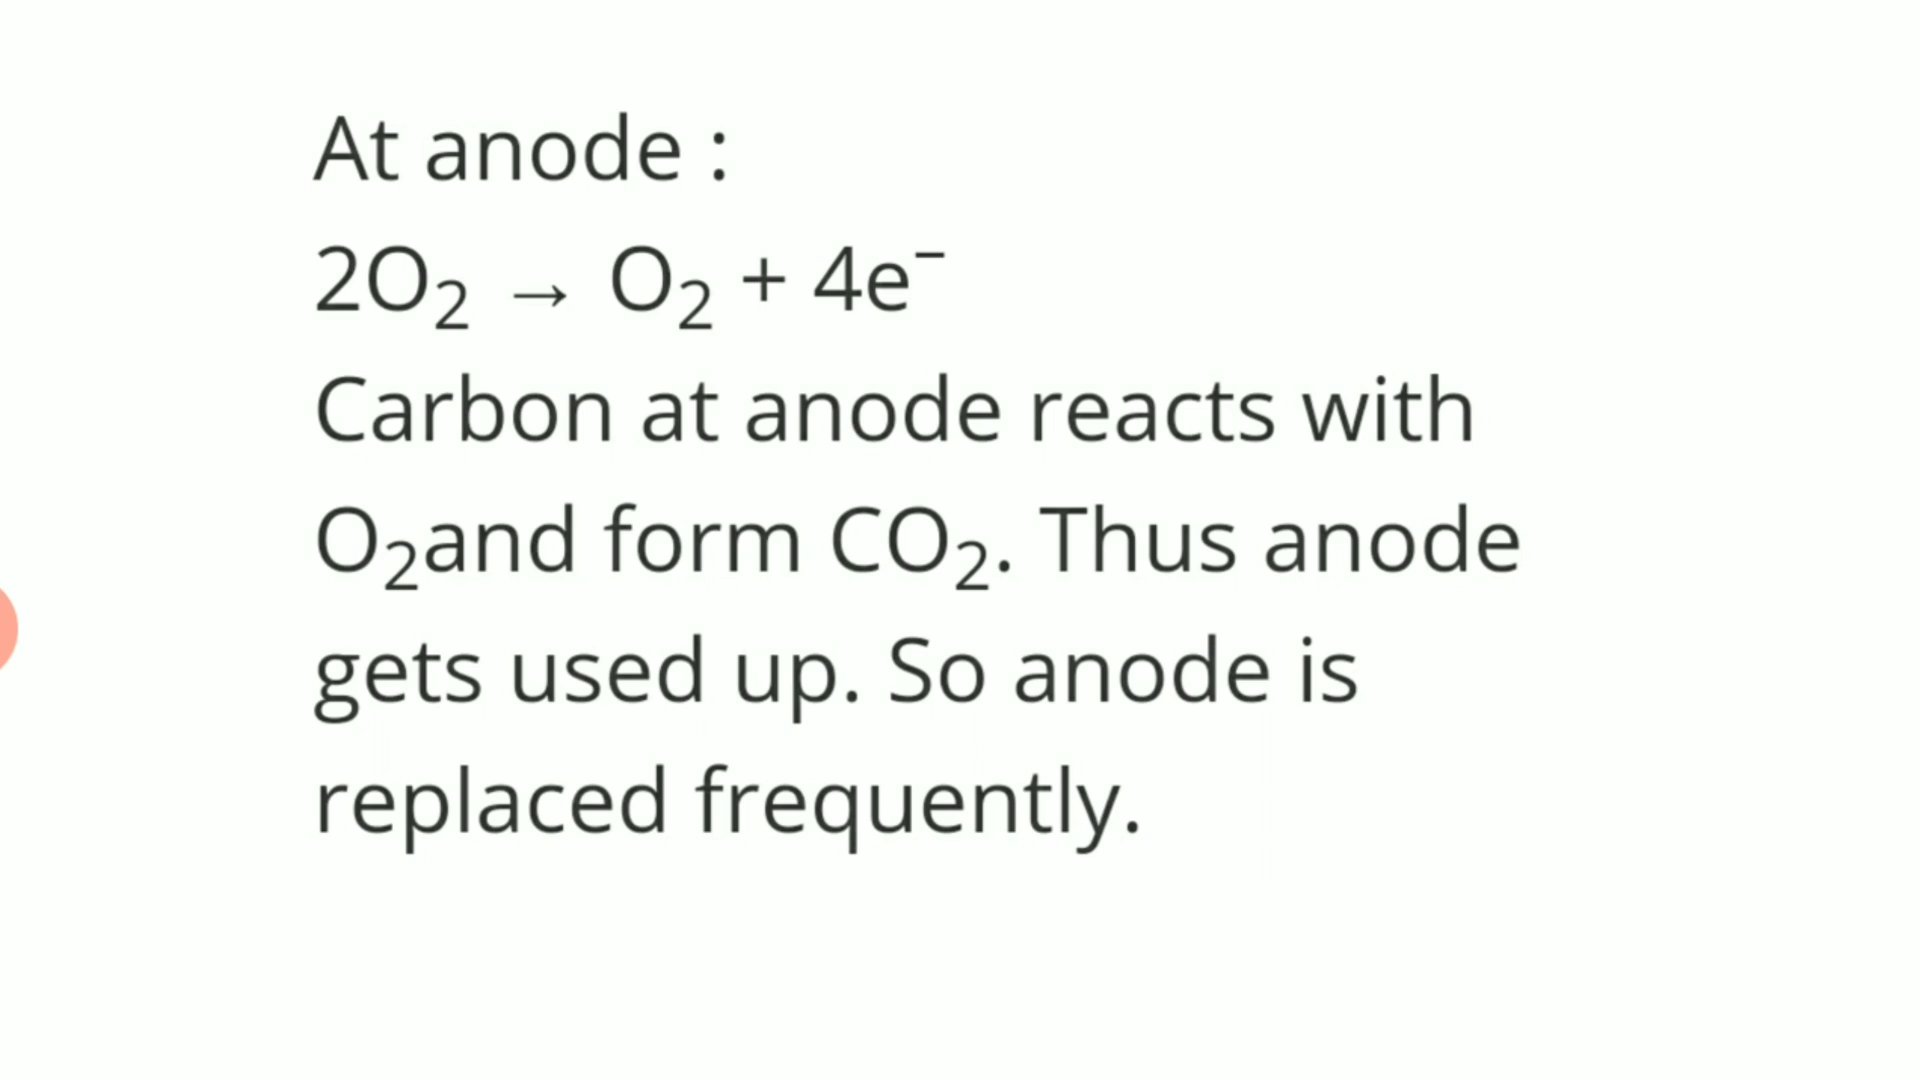 At anode :
2O₂ → O₂ + 4e⁻
Carbon at anode reacts with
O₂and form CO₂. Thus anode
gets used up. So anode is
replaced frequently.